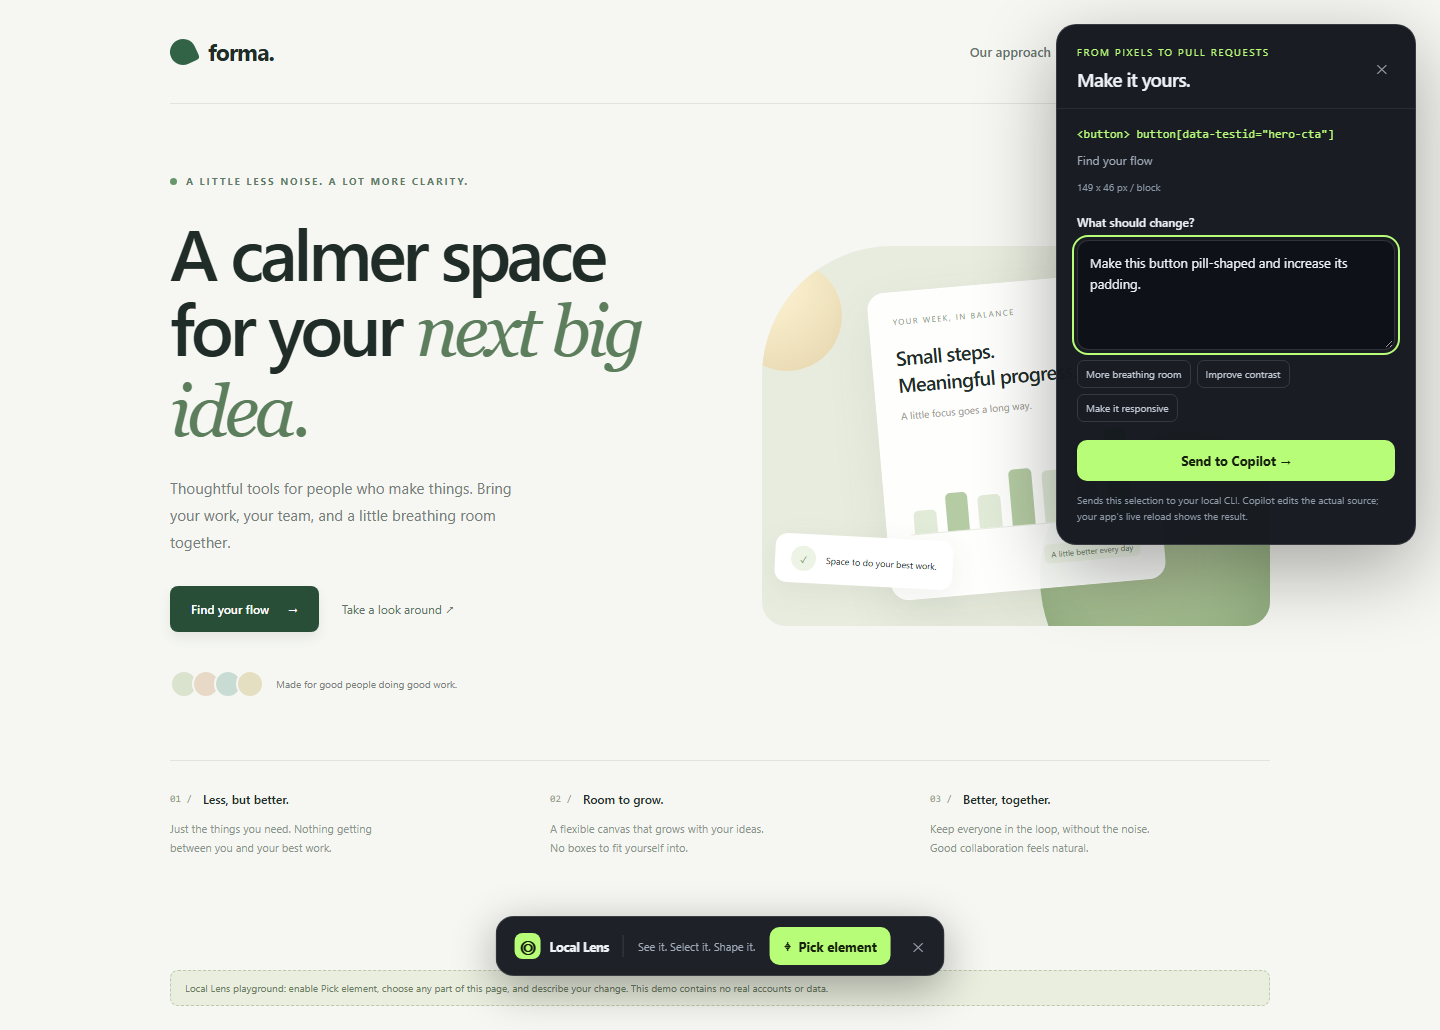 forma.
Our approach
A LITTLE LESS NOISE. A LOT MORE CLARITY.
A calmer space
for your next big
idea.
Thoughtful tools for people who make things. Bring
your work, your team, and a little breathing room
together.
Find your flow →
Take a look around ↗
Made for good people doing good work.
YOUR WEEK, IN BALANCE
Small steps.
Meaningful progre
A little focus goes a long way.
✓ Space to do your best work.
A little better every day
FROM PIXELS TO PULL REQUESTS
Make it yours.
<button> button[data-testid="hero-cta"]
Find your flow
149 x 46 px / block
What should change?
Make this button pill-shaped and increase its
padding.
More breathing room
Improve contrast
Make it responsive
Send to Copilot →
Sends this selection to your local CLI. Copilot edits the actual source;
your app's live reload shows the result.
01 / Less, but better.
Just the things you need. Nothing getting
between you and your best work.
02 / Room to grow.
A flexible canvas that grows with your ideas.
No boxes to fit yourself into.
03 / Better, together.
Keep everyone in the loop, without the noise.
Good collaboration feels natural.
Local Lens
See it. Select it. Shape it.
Pick element
Local Lens playground: enable Pick element, choose any part of this page, and describe your change. This demo contains no real accounts or data.